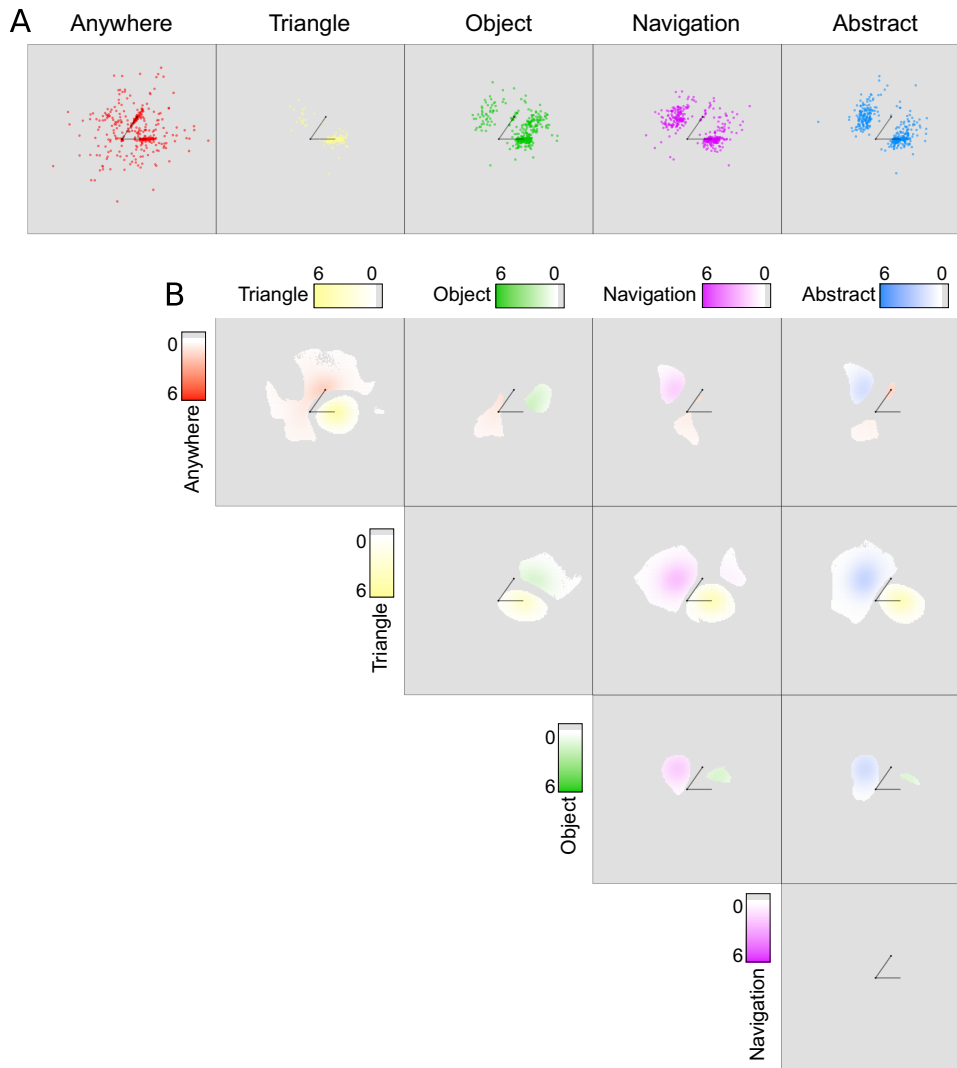 A
Anywhere Triangle Object Navigation Abstract
B
Triangle 6 0
Object 6 0
Navigation 6 0
Abstract 6 0
0
6
Anywhere
0
6
Triangle
0
6
Object
0
6
Navigation